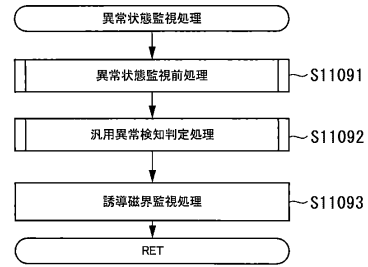 異常状態監視処理
異常状態監視前処理
S11091
汎用異常検知判定処理
S11092
誘導磁界監視処理
S11093
RET